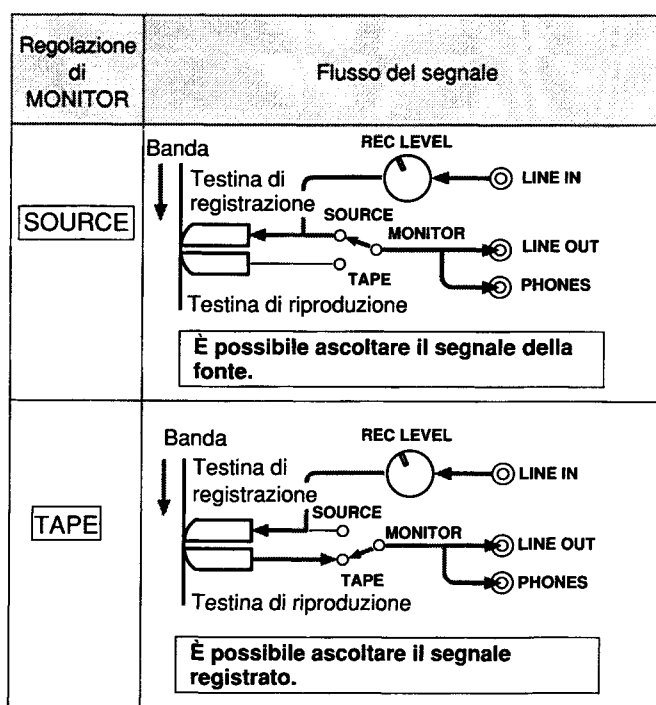 Regolazione
di
MONITOR
Flusso del segnale
SOURCE
Banda
REC LEVEL
Testina di
registrazione
LINE IN
SOURCE
MONITOR
LINE OUT
TAPE
PHONES
Testina di riproduzione
È possibile ascoltare il segnale della
fonte.
TAPE
Banda
REC LEVEL
Testina di
registrazione
LINE IN
SOURCE
MONITOR
LINE OUT
TAPE
PHONES
Testina di riproduzione
È possibile ascoltare il segnale
registrato.